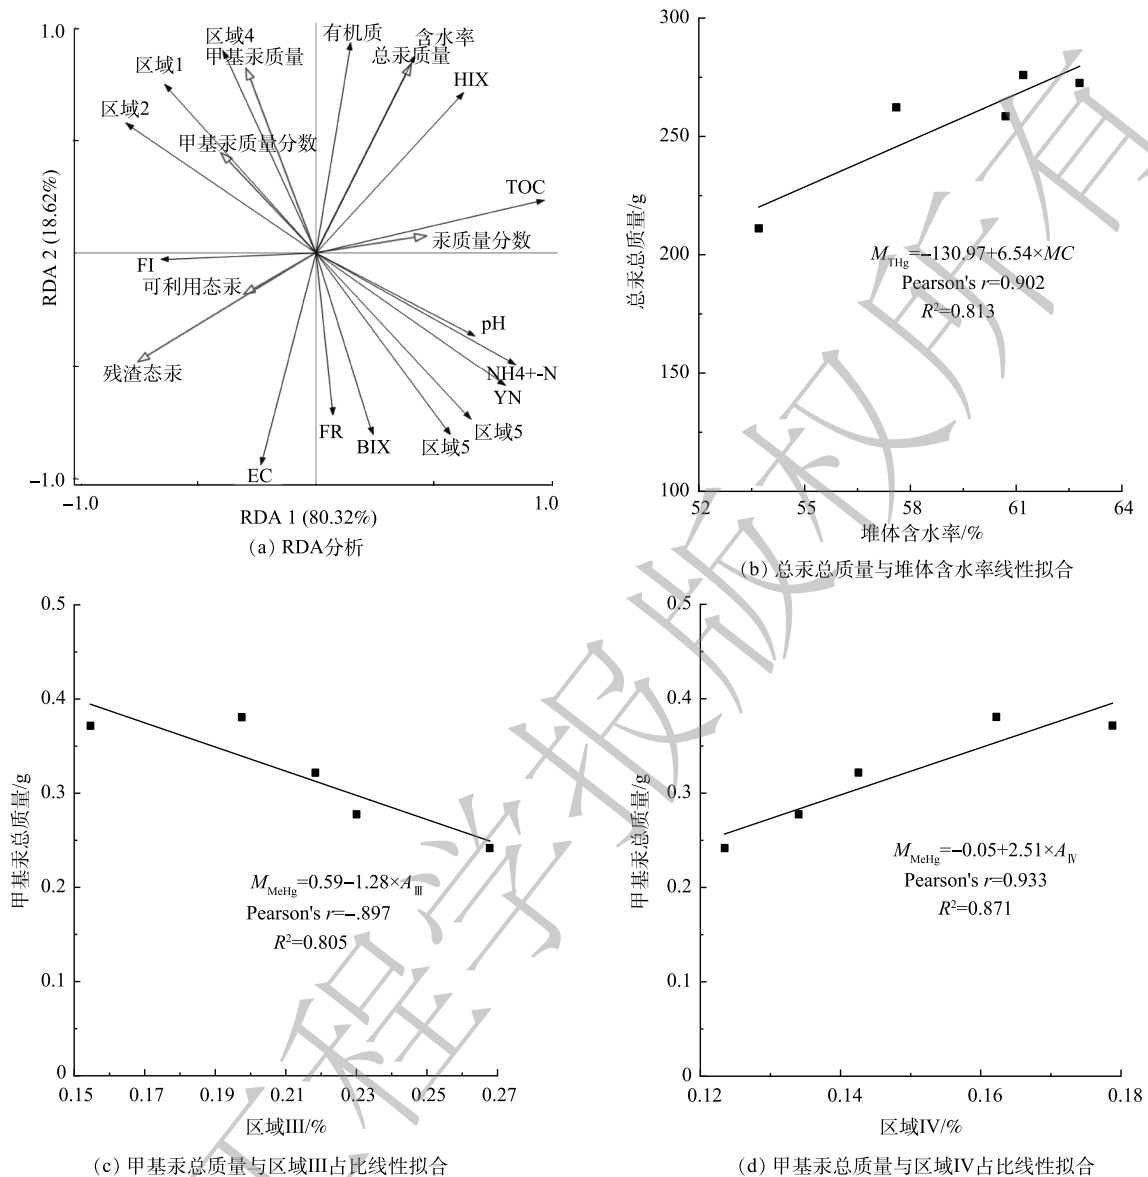 1.0
区域4
有机质
含水率
甲基汞质量
总汞质量
区域1
HIX
区域2
甲基汞质量分数
TOC
汞质量分数
FI
可利用态汞
pH
残渣态汞
NH4+-N
YN
FR
BIX
区域5
区域5
EC
RDA 2 (18.62%)
−1.0
−1.0
1.0
RDA 1 (80.32%)
(a) RDA分析
300
250
200
150
100
总汞总质量/g
M_THg=−130.97+6.54×MC
Pearson's r=0.902
R²=0.813
52
55
58
61
64
堆体含水率/%
(b) 总汞总质量与堆体含水率线性拟合
0.5
0.4
0.3
0.2
0.1
0
甲基汞总质量/g
M_MeHg=0.59−1.28×A_Ⅲ
Pearson's r=−.897
R²=0.805
0.15
0.17
0.19
0.21
0.23
0.25
0.27
区域III/%
(c) 甲基汞总质量与区域III占比线性拟合
0.5
0.4
0.3
0.2
0.1
0
甲基汞总质量/g
M_MeHg=−0.05+2.51×A_Ⅳ
Pearson's r=0.933
R²=0.871
0.12
0.14
0.16
0.18
区域IV/%
(d) 甲基汞总质量与区域IV占比线性拟合
工程学报版权所有